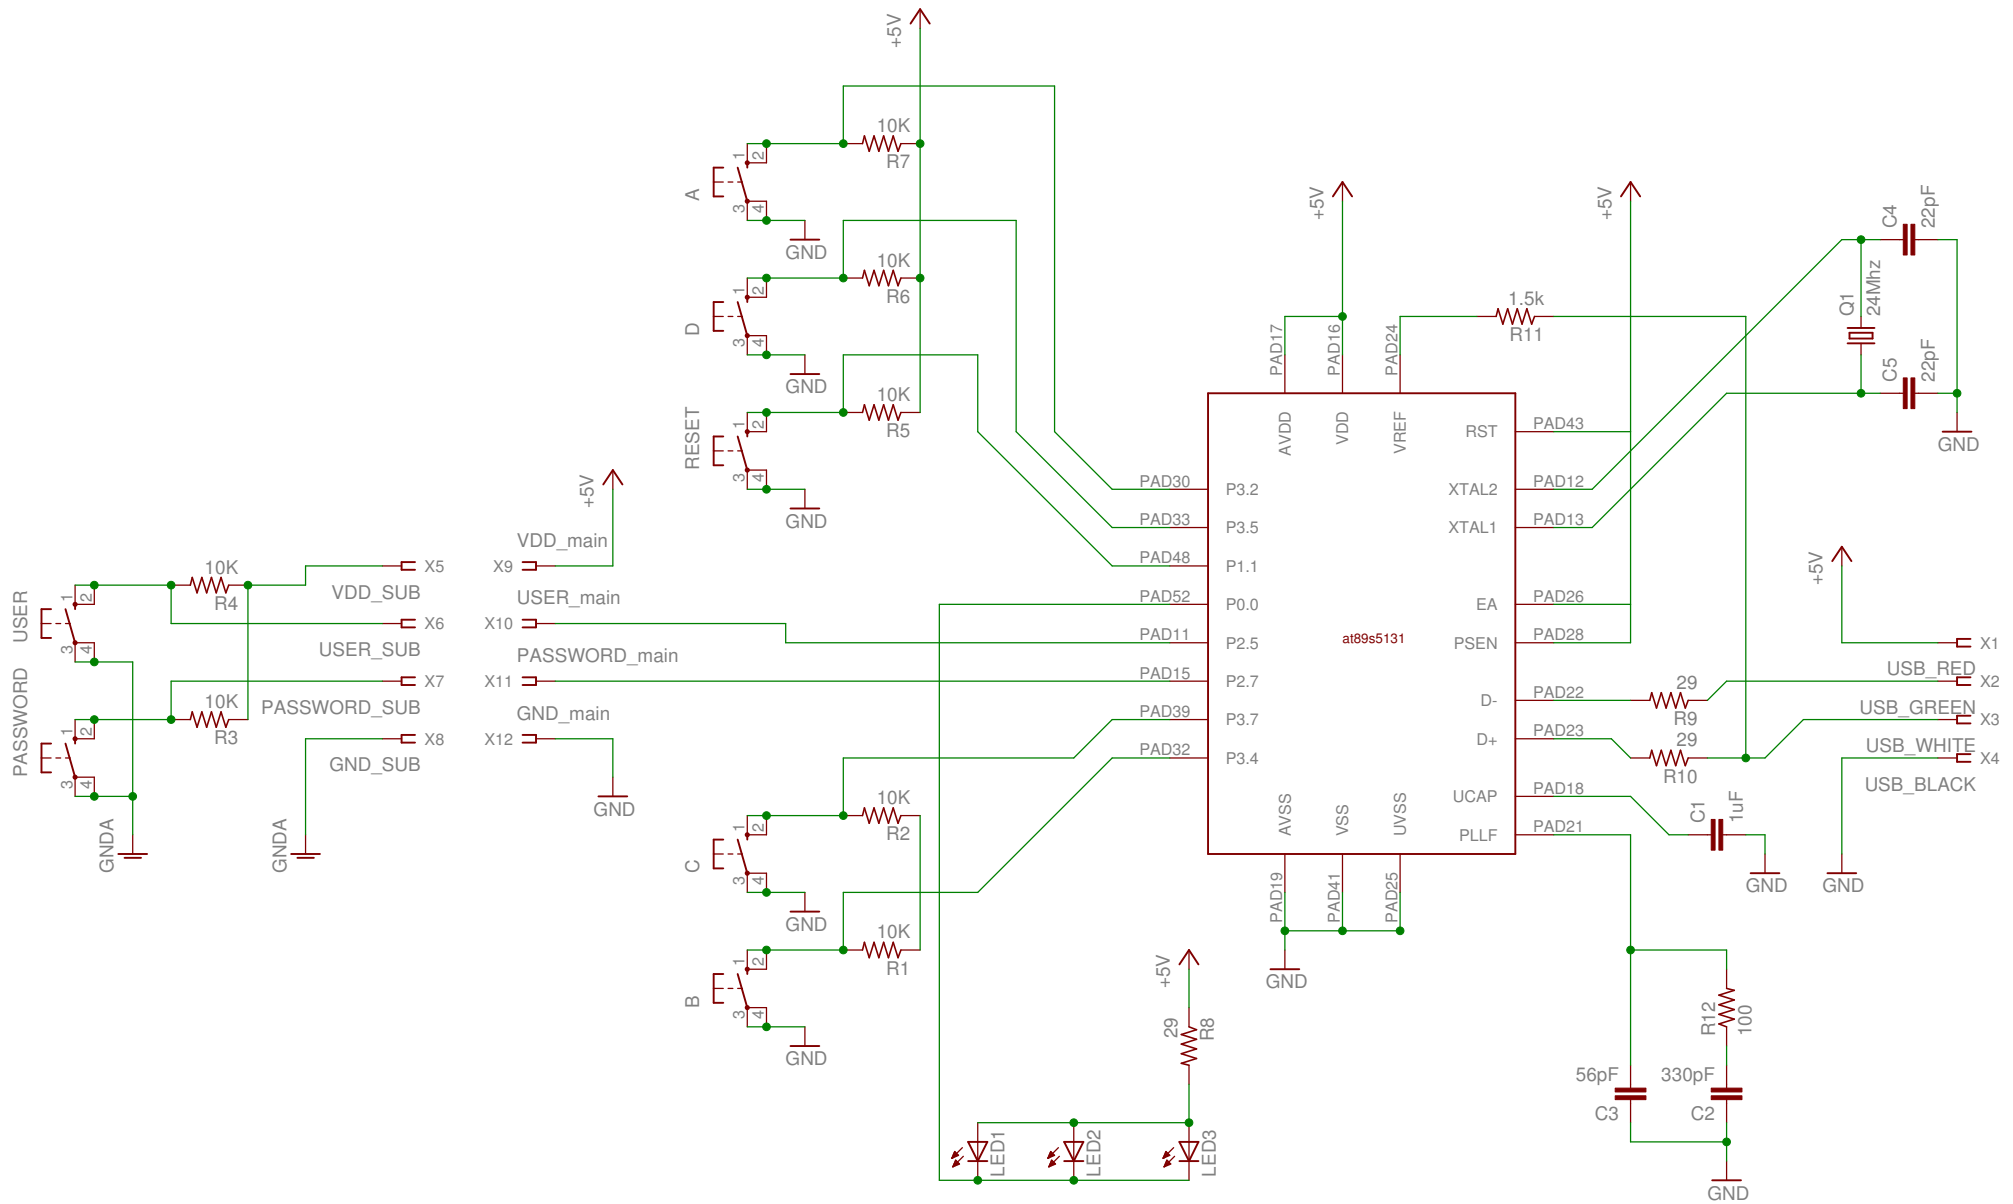 +5V
10K
R7
A
1
2
3
4
GND
10K
R6
D
1
2
3
4
GND
10K
R5
RESET
1
2
3
4
GND
+5V
VDD_main
X9
USER_main
X10
PASSWORD_main
X11
GND_main
X12
GND
10K
R4
USER
1
2
3
4
X5
VDD_SUB
X6
USER_SUB
X7
PASSWORD_SUB
X8
GND_SUB
10K
R3
PASSWORD
1
2
3
4
GNDA
GNDA
10K
R2
C
1
2
3
4
GND
10K
R1
B
1
2
3
4
GND
+5V
29
R8
LED1
LED2
LED3
+5V
PAD17
PAD16
PAD24
AVDD
VDD
VREF
1.5k
R11
+5V
PAD30
P3.2
PAD33
P3.5
PAD48
P1.1
PAD52
P0.0
PAD11
P2.5
PAD15
P2.7
PAD39
P3.7
PAD32
P3.4
at89s5131
RST
PAD43
XTAL2
PAD12
XTAL1
PAD13
EA
PAD26
PSEN
PAD28
D-
PAD22
D+
PAD23
UCAP
PAD18
PLLF
PAD21
AVSS
VSS
UVSS
PAD19
PAD41
PAD25
GND
C4
22pF
Q1
24Mhz
C5
22pF
GND
+5V
X1
USB_RED
X2
USB_GREEN
X3
USB_WHITE
X4
USB_BLACK
29
R9
29
R10
C1
1uF
GND
GND
R12
100
56pF
C3
330pF
C2
GND